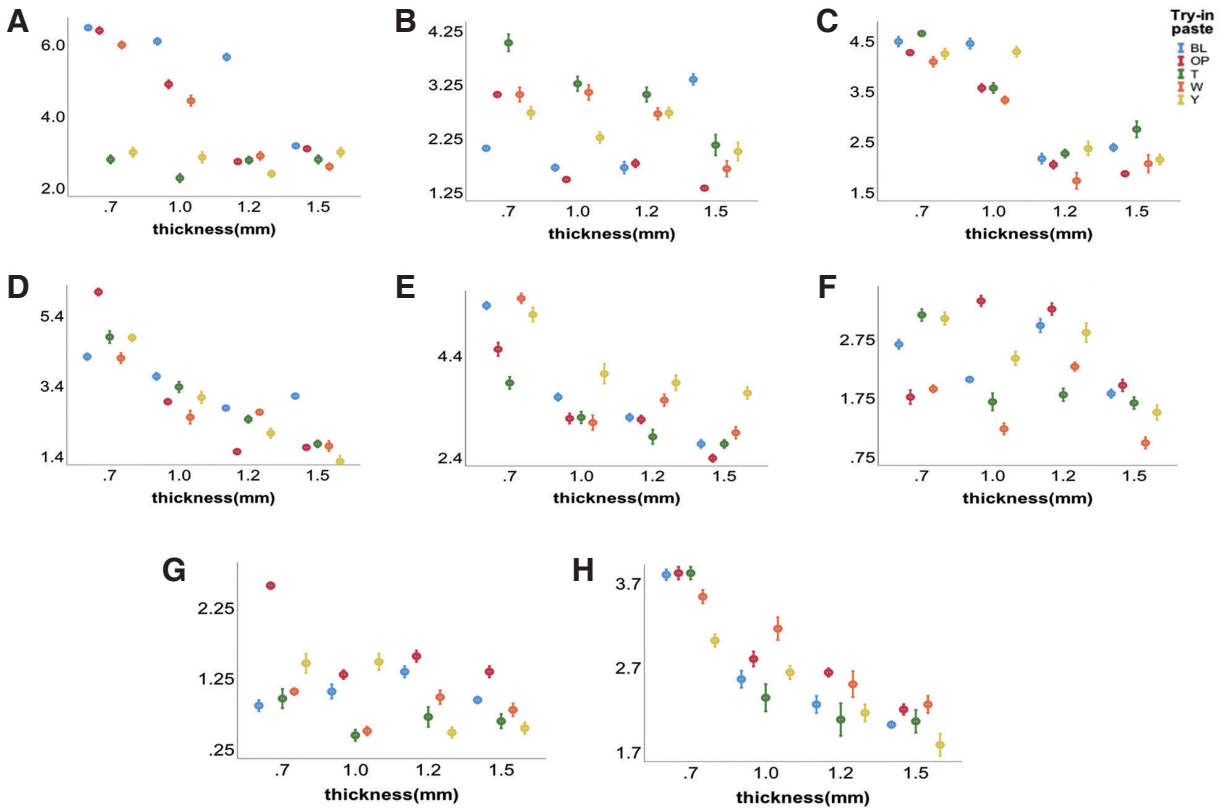 A
6.0
4.0
2.0
.7 1.0 1.2 1.5
thickness(mm)
B
4.25
3.25
2.25
1.25
.7 1.0 1.2 1.5
thickness(mm)
C
4.5
3.5
2.5
1.5
.7 1.0 1.2 1.5
thickness(mm)
Try-in
paste
BL
OP
T
W
Y
D
5.4
3.4
1.4
.7 1.0 1.2 1.5
thickness(mm)
E
4.4
2.4
.7 1.0 1.2 1.5
thickness(mm)
F
2.75
1.75
.75
.7 1.0 1.2 1.5
thickness(mm)
G
2.25
1.25
.25
.7 1.0 1.2 1.5
thickness(mm)
H
3.7
2.7
1.7
.7 1.0 1.2 1.5
thickness(mm)